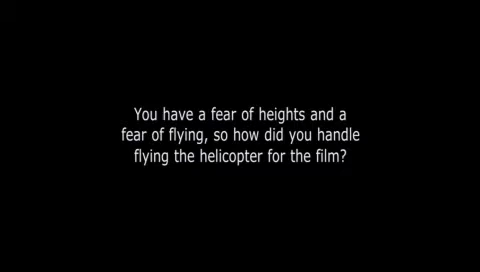 You have a fear of heights and a
fear of flying, so how did you handle
flying the helicopter for the film?